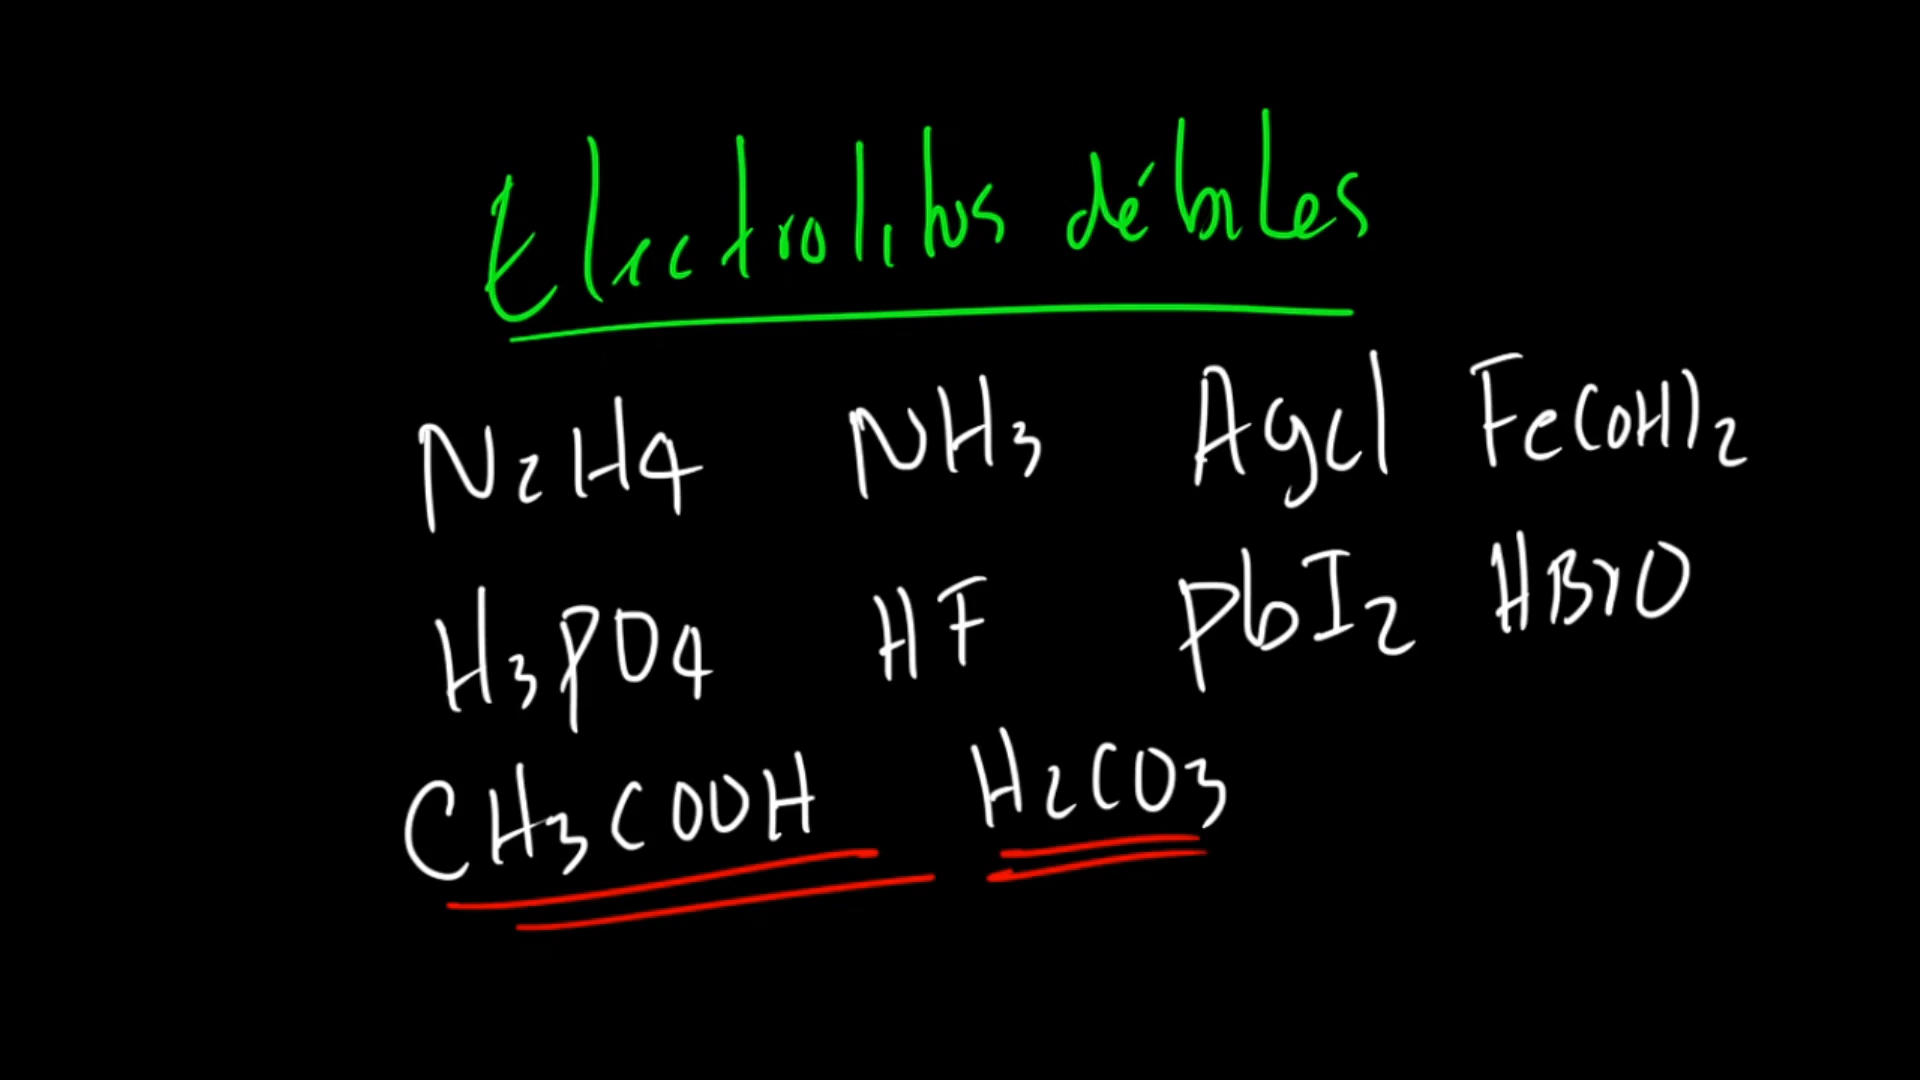 Electrolitos débiles
N2H4 NH3 AgCl Fe(OH)2
H3PO4 HF PbI2 HBrO
CH3COOH H2CO3